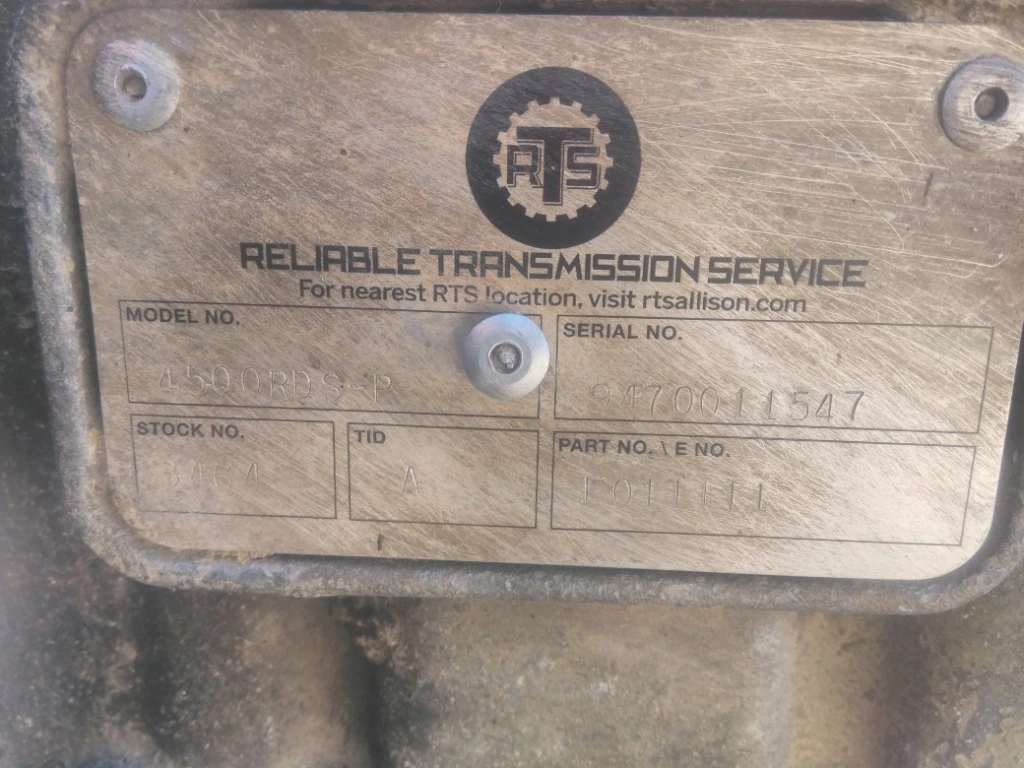 RTS
RELIABLE TRANSMISSION SERVICE
For nearest RTS location, visit rtsallison.com
MODEL NO.
4500RDS-R
SERIAL NO.
9470011547
STOCK NO.
TID
A
PART NO. \ E NO.